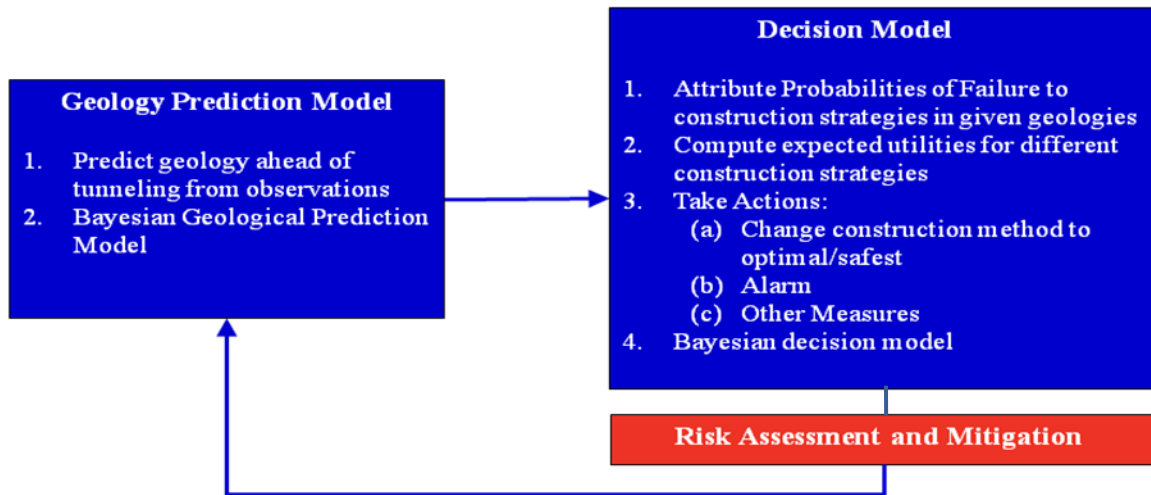 Geology Prediction Model
1. Predict geology ahead of
tunneling from observations
2. Bayesian Geological Prediction
Model
Decision Model
1. Attribute Probabilities of Failure to
construction strategies in given geologies
2. Compute expected utilities for different
construction strategies
3. Take Actions:
(a) Change construction method to
optimal/safest
(b) Alarm
(c) Other Measures
4. Bayesian decision model
Risk Assessment and Mitigation